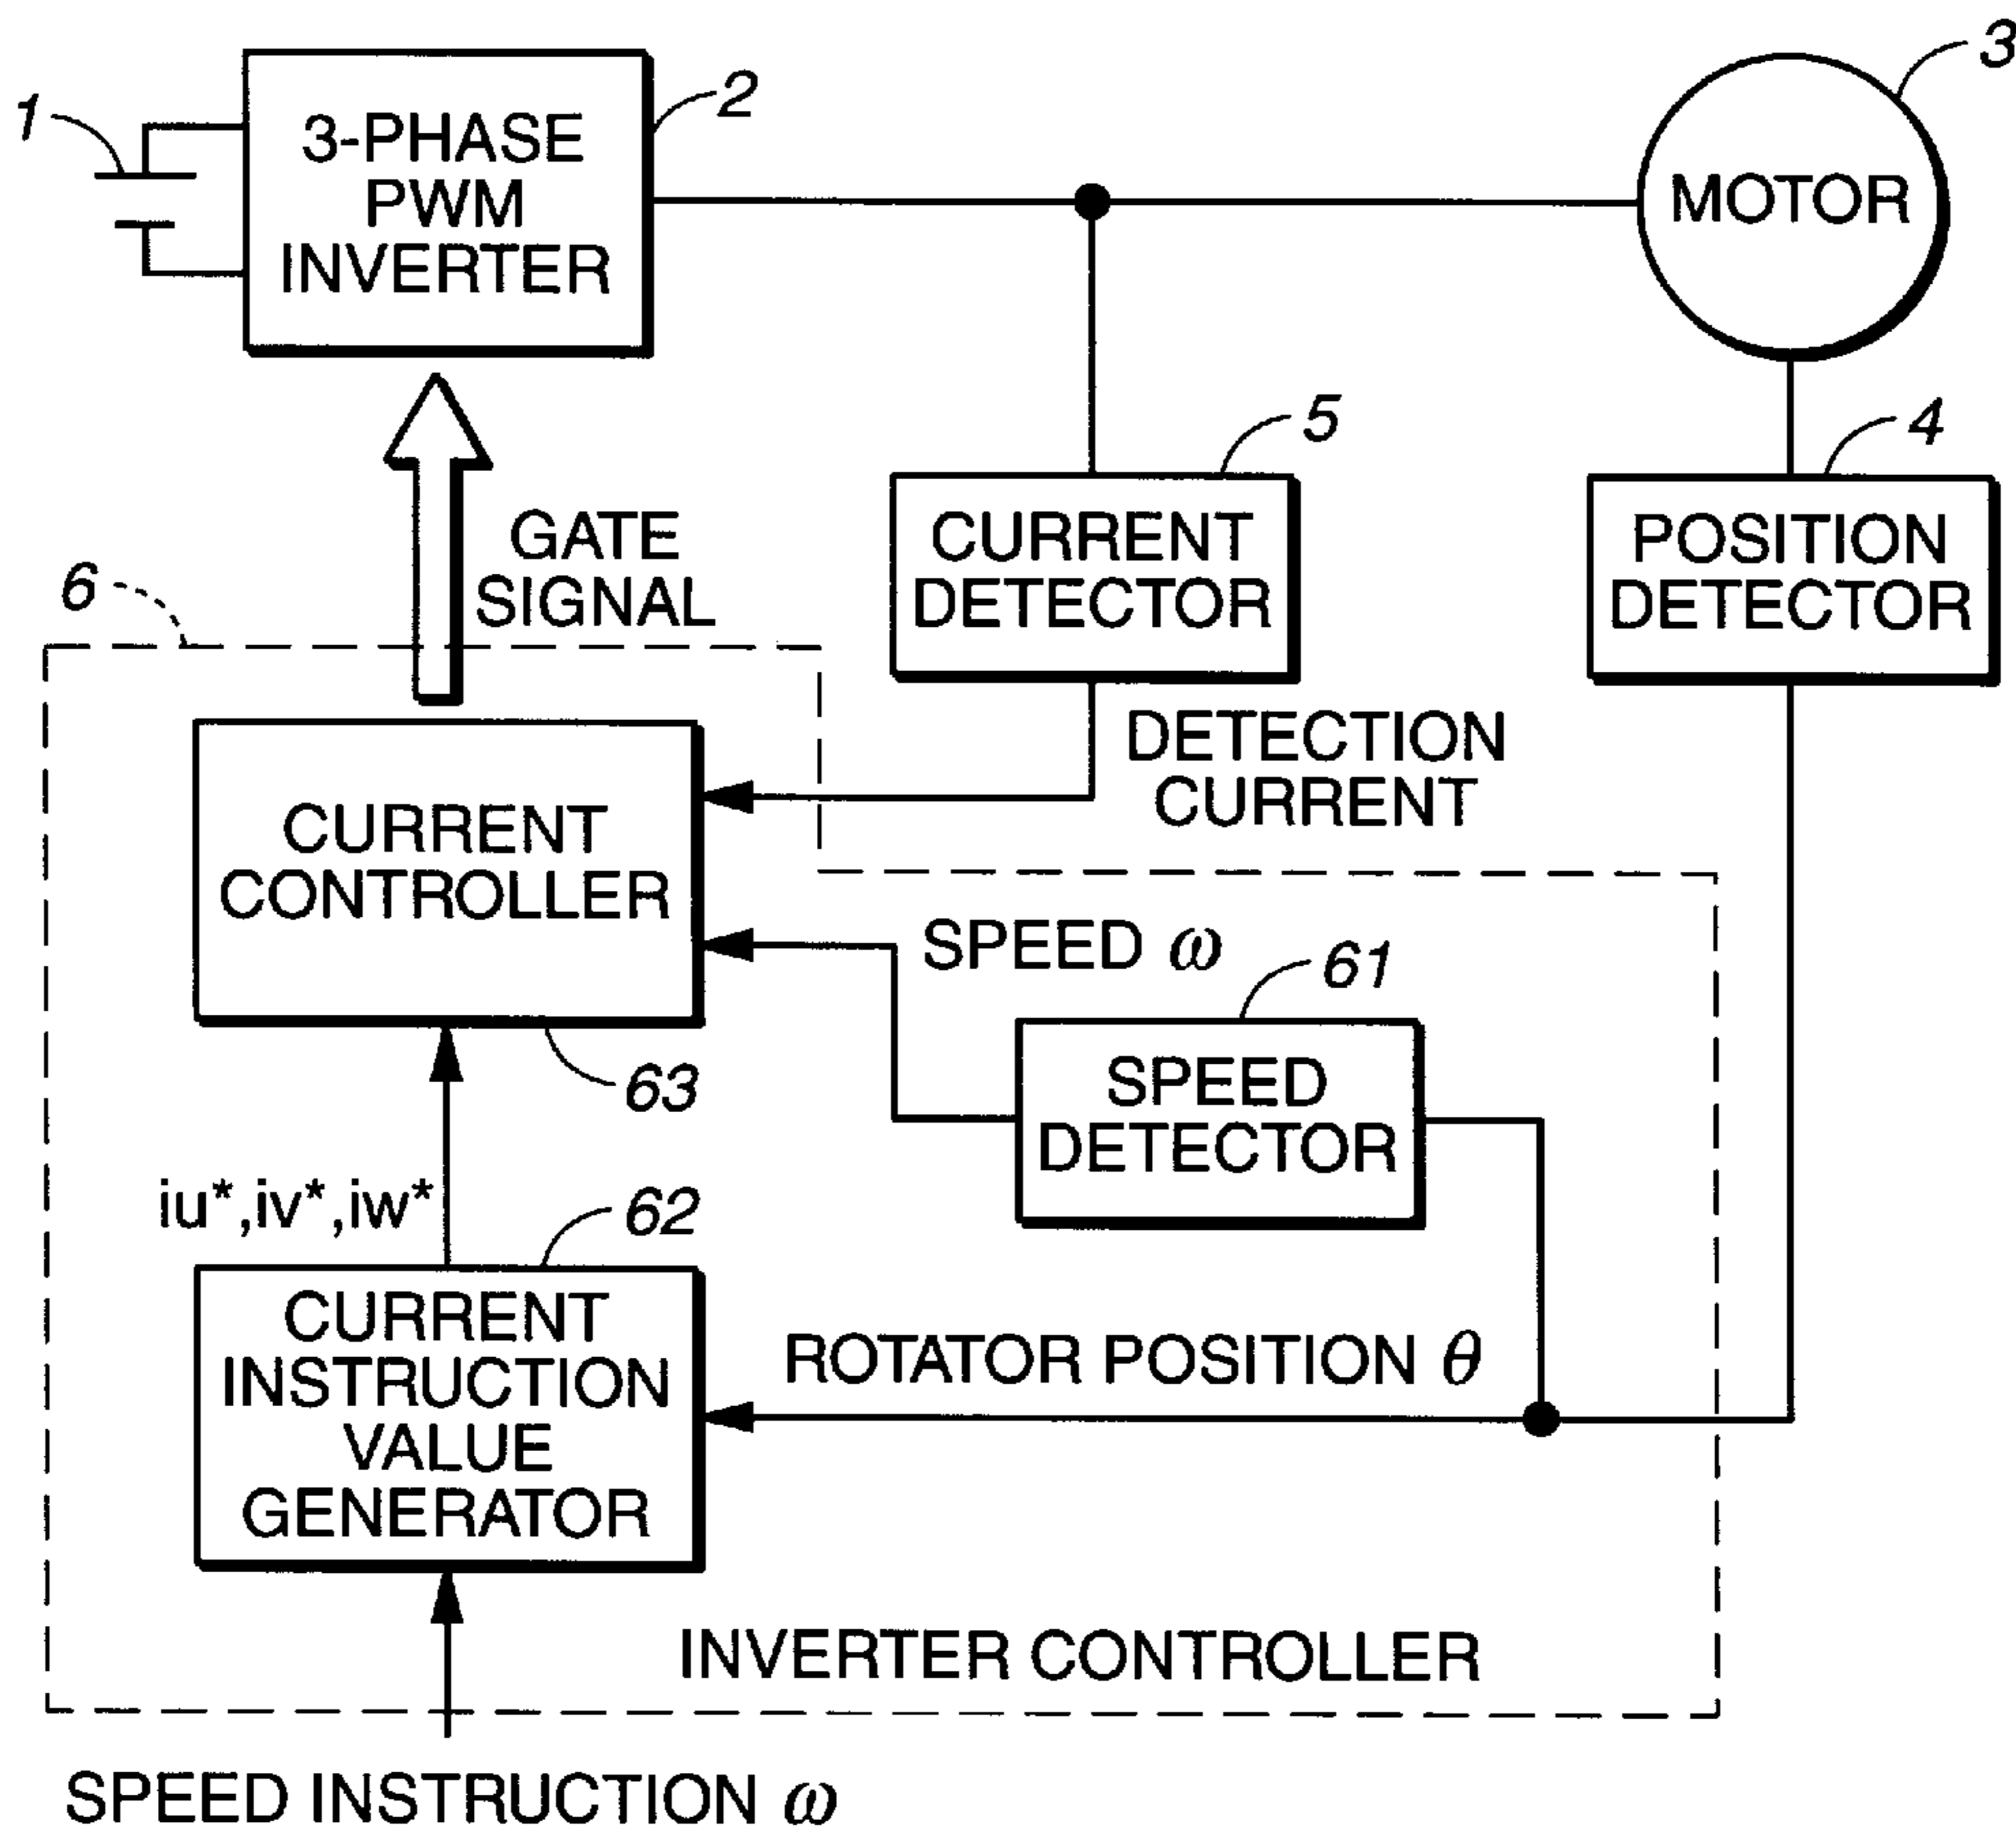 1
3-PHASE
PWM
INVERTER
2
MOTOR
3
GATE
SIGNAL
5
CURRENT
DETECTOR
4
POSITION
DETECTOR
6
DETECTION
CURRENT
CURRENT
CONTROLLER
63
SPEED ω
61
SPEED
DETECTOR
iu*,iv*,iw*
62
CURRENT
INSTRUCTION
VALUE
GENERATOR
ROTATOR POSITION θ
INVERTER CONTROLLER
SPEED INSTRUCTION ω